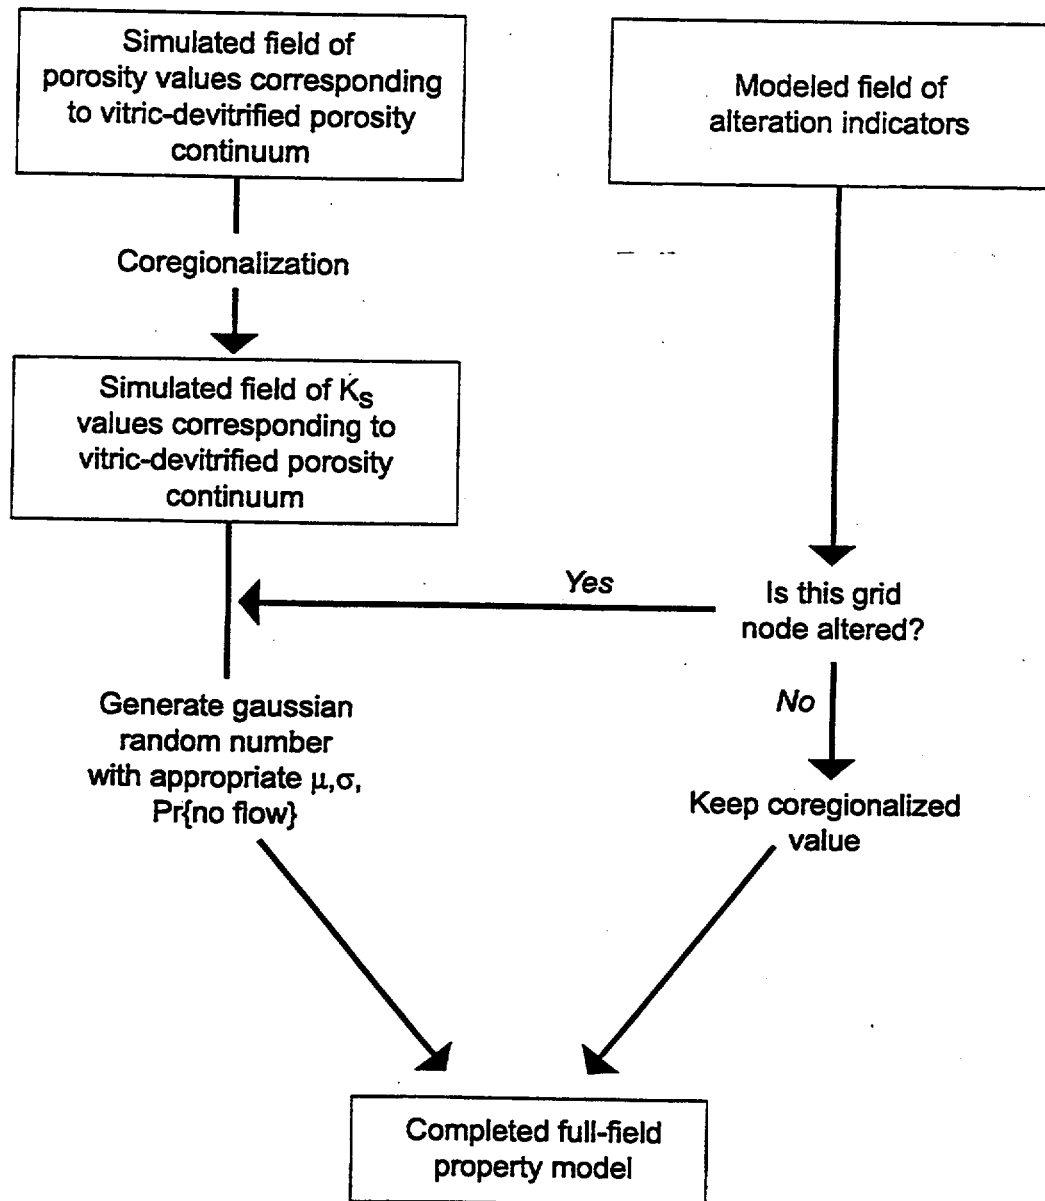 Simulated field of
porosity values corresponding
to vitric-devitrified porosity
continuum
Modeled field of
alteration indicators
Coregionalization
Simulated field of Ks
values corresponding to
vitric-devitrified porosity
continuum
Yes
Is this grid
node altered?
No
Generate gaussian
random number
with appropriate μ,σ,
Pr{no flow}
Keep coregionalized
value
Completed full-field
property model